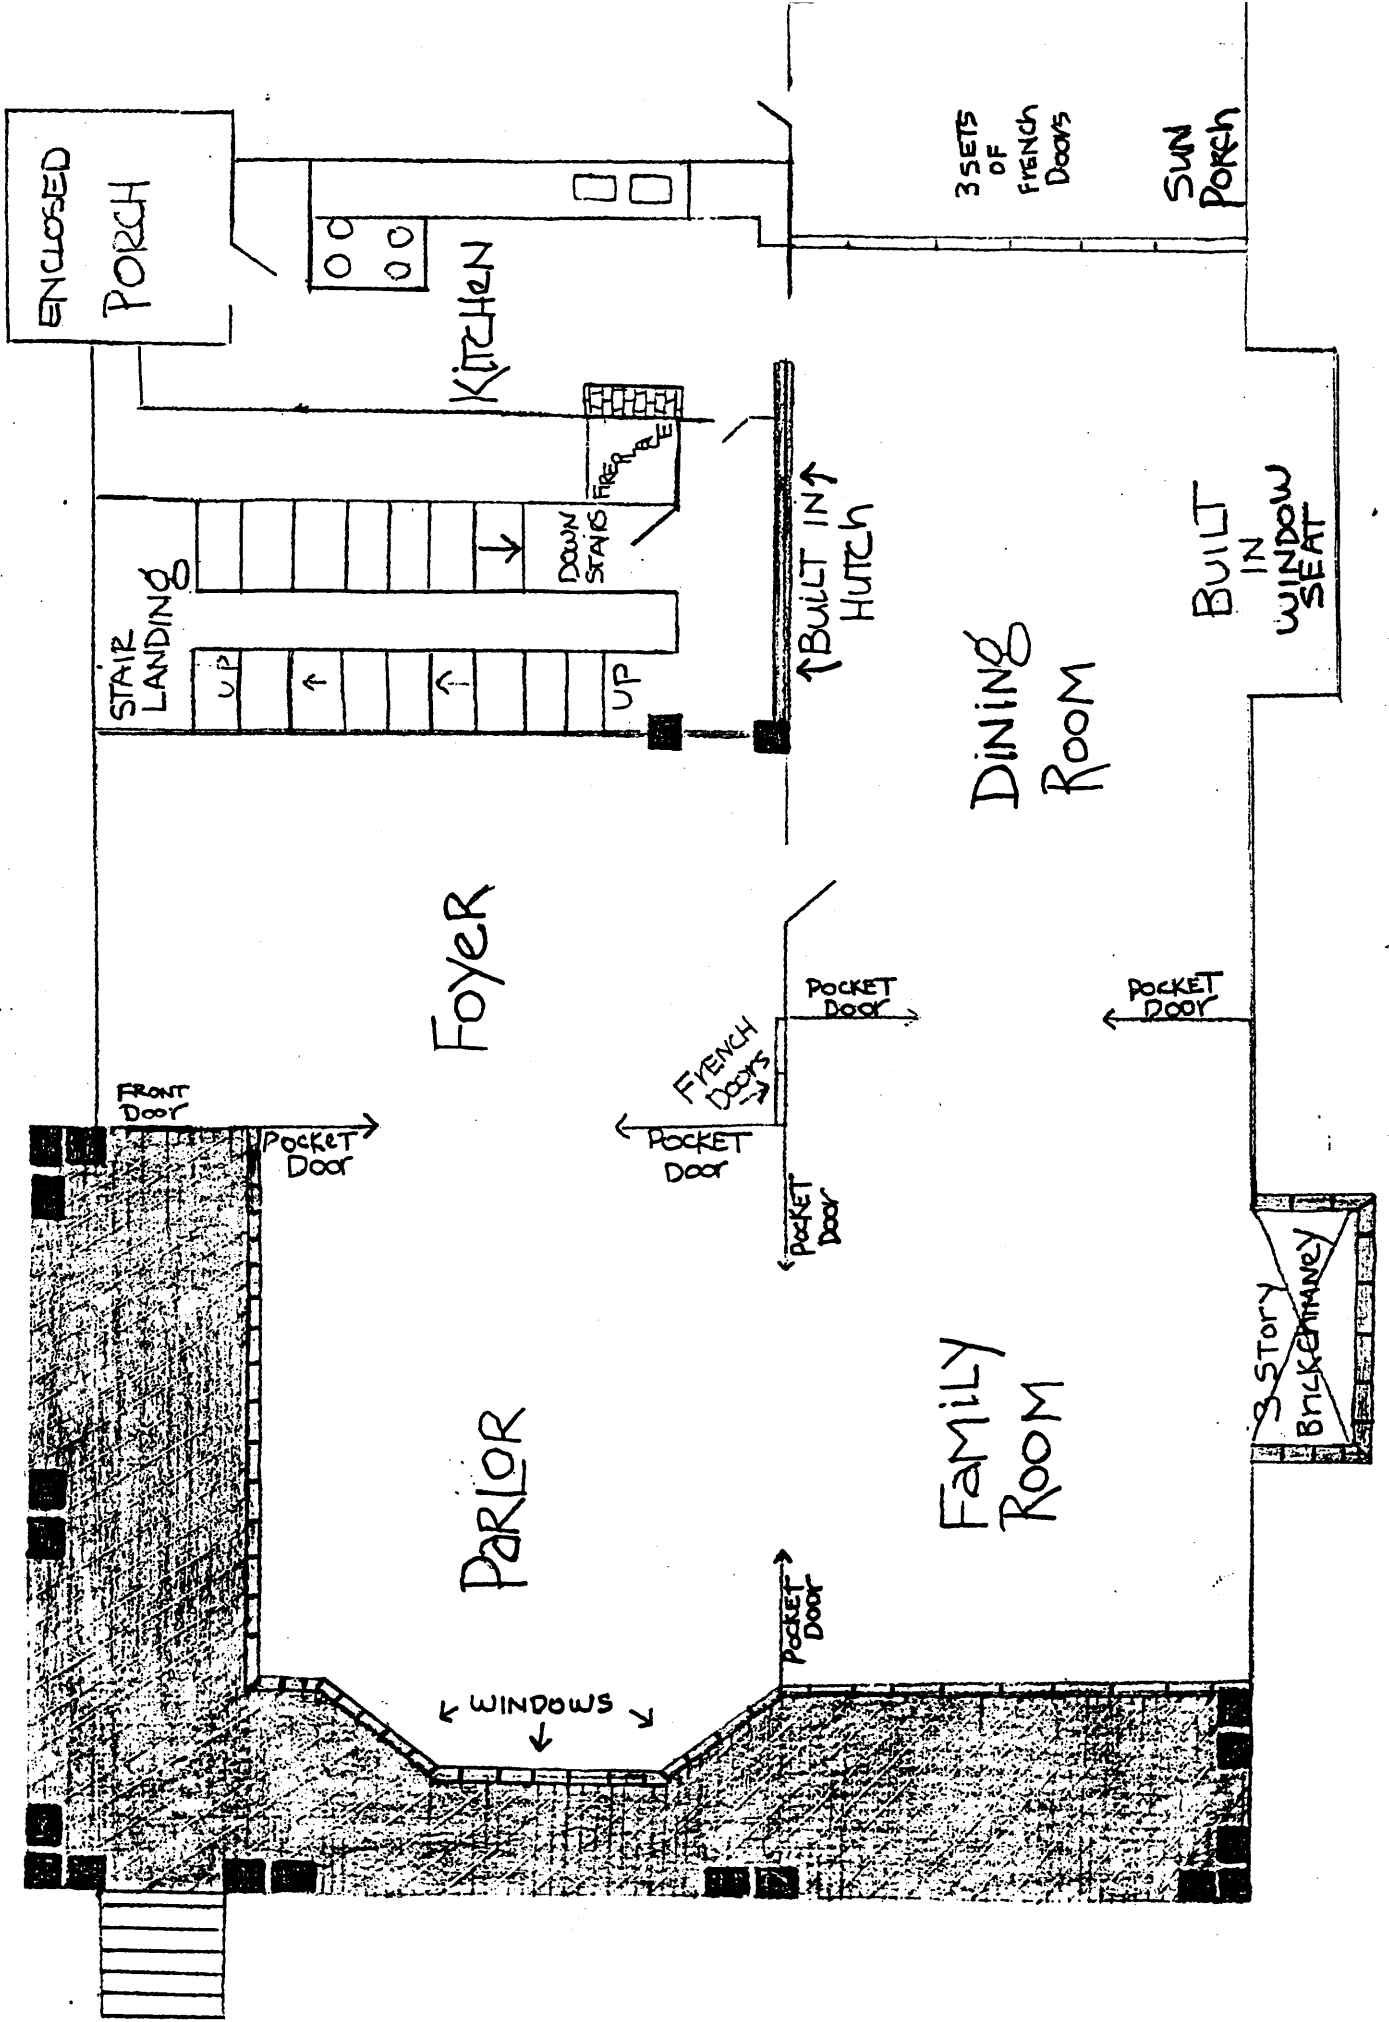 ENCLOSED
PORCH
3 SETS
OF
FRENCH
DOORS
SUN
PORCH
KITCHEN
FIREPLACE
DOWN
STAIRS
STAIR
LANDING
UP
UP
BUILT IN
HUTCH
BUILT
IN
WINDOW
SEAT
DINING
ROOM
FOYER
FRONT
DOOR
POCKET
DOOR
POCKET
DOOR
FRENCH
DOORS
POCKET
DOOR
POCKET
DOOR
POCKET
DOOR
PARLOR
FAMILY
ROOM
3 STORY
BRICK CHIMNEY
POCKET
DOOR
WINDOWS